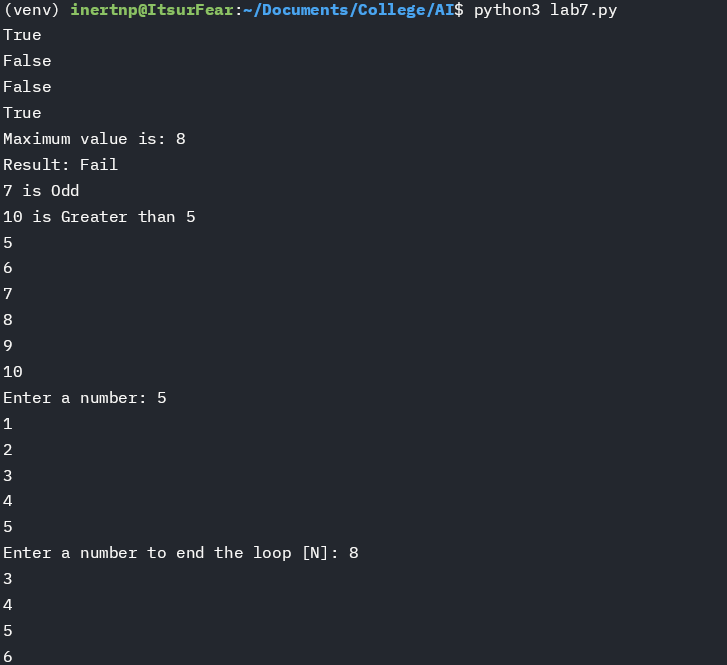 (venv) inertnp@ItsurFear:~/Documents/College/AI$ python3 lab7.py
True
False
False
True
Maximum value is: 8
Result: Fail
7 is Odd
10 is Greater than 5
5
6
7
8
9
10
Enter a number: 5
1
2
3
4
5
Enter a number to end the loop [N]: 8
3
4
5
6